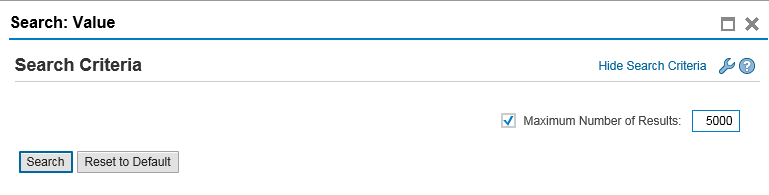 Search: Value
Search Criteria
Hide Search Criteria
Maximum Number of Results: 5000
Search Reset to Default